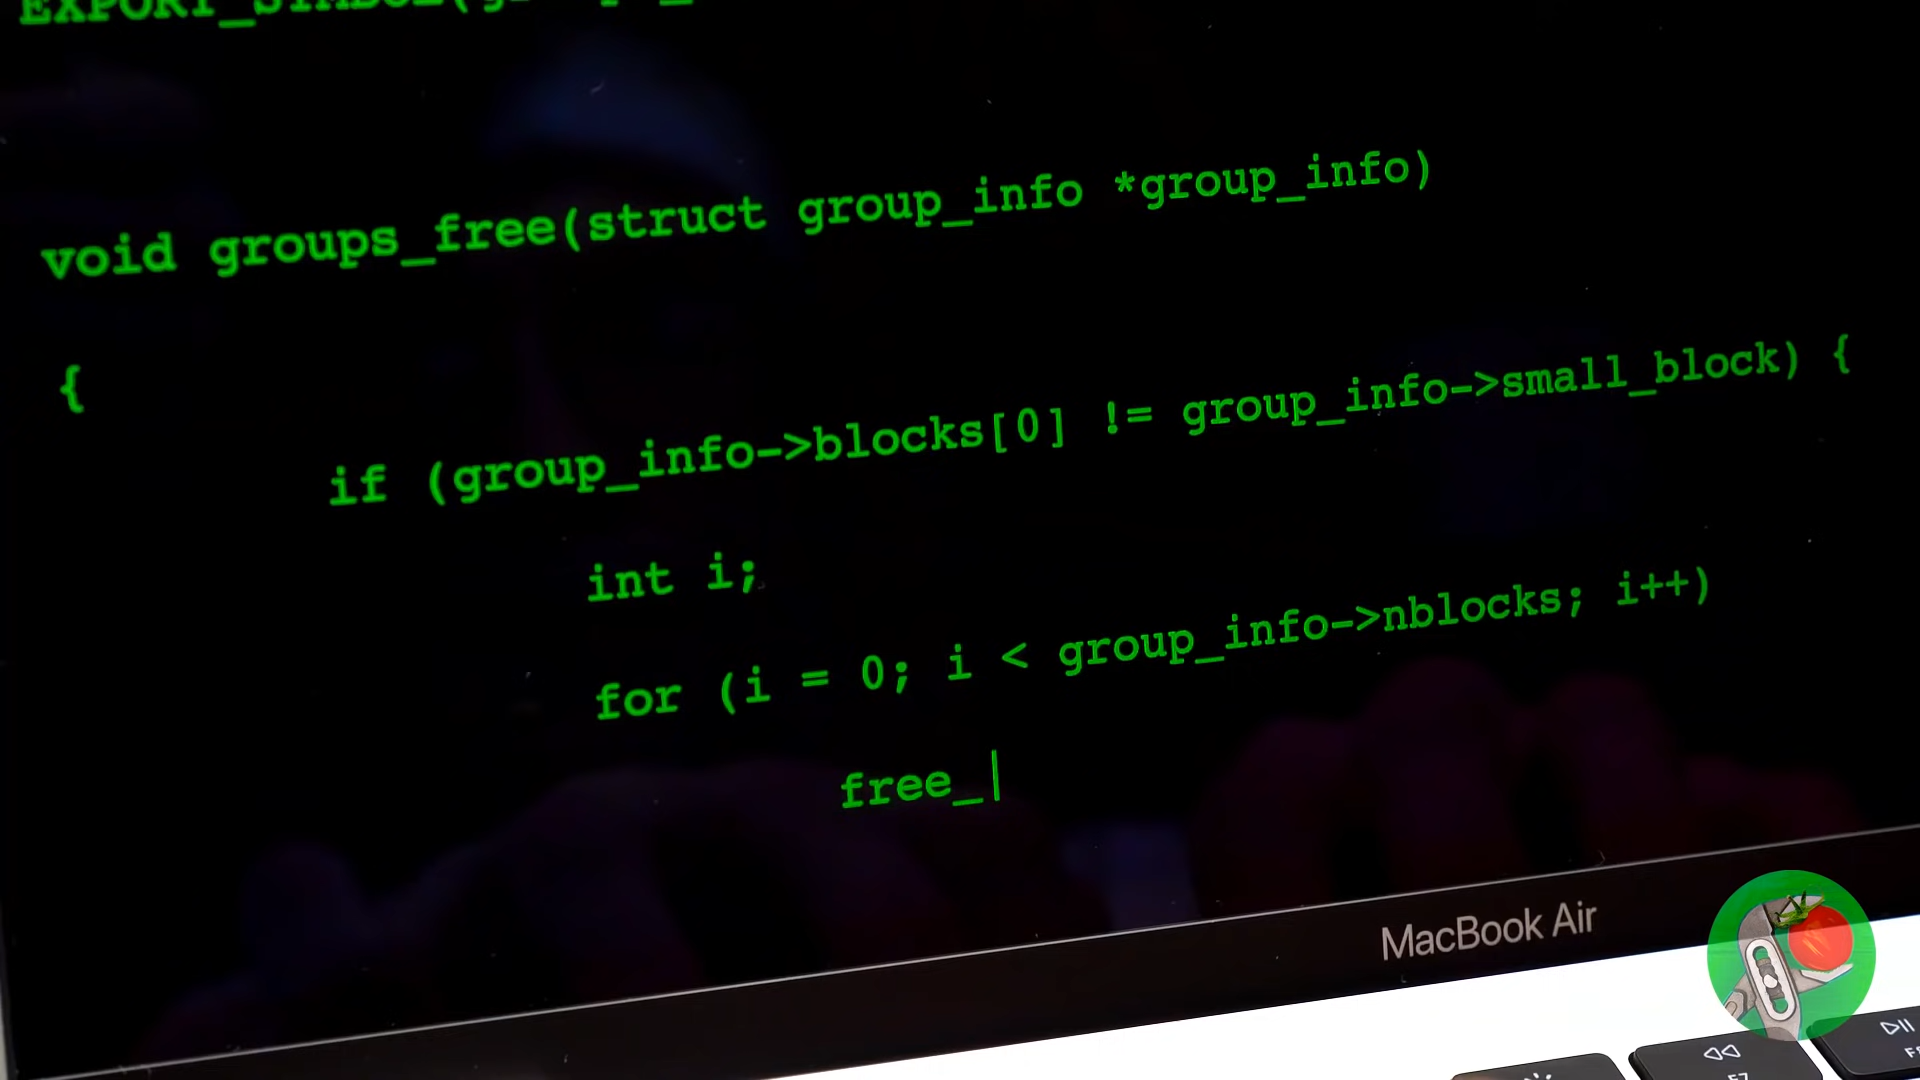 void groups_free(struct group_info *group_info)
{
if (group_info->blocks[0] != group_info->small_block) {
int i;
for (i = 0; i < group_info->nblocks; i++)
free_
MacBook Air
F7